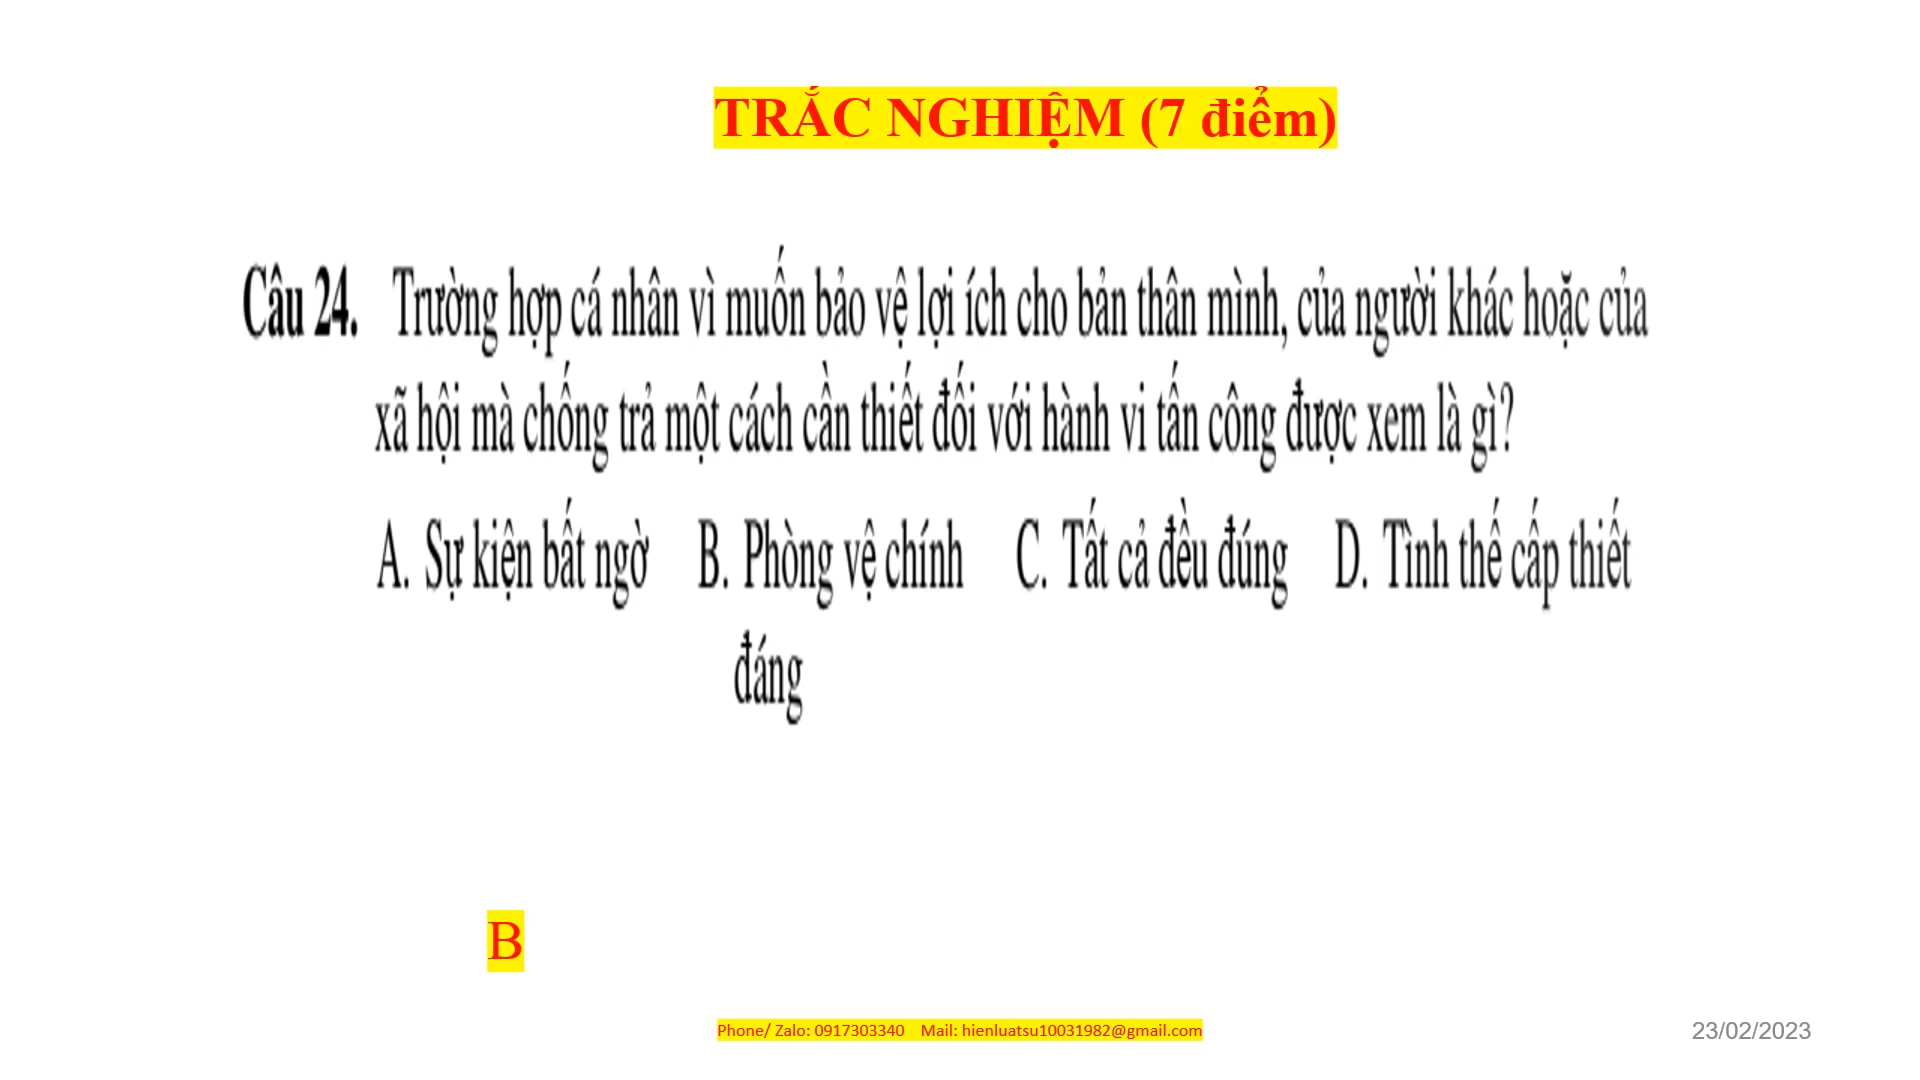 TRẮC NGHIỆM (7 điểm)
Câu 24. Trường hợp cá nhân vì muốn bảo vệ lợi ích cho bản thân mình, của người khác hoặc của
xã hội mà chống trả một cách cần thiết đối với hành vi tấn công được xem là gì?
A. Sự kiện bất ngờ B. Phòng vệ chính C. Tất cả đều đúng D. Tình thế cấp thiết
đáng
B
Phone/ Zalo: 0917303340 Mail: hienluatsu10031982@gmail.com
23/02/2023